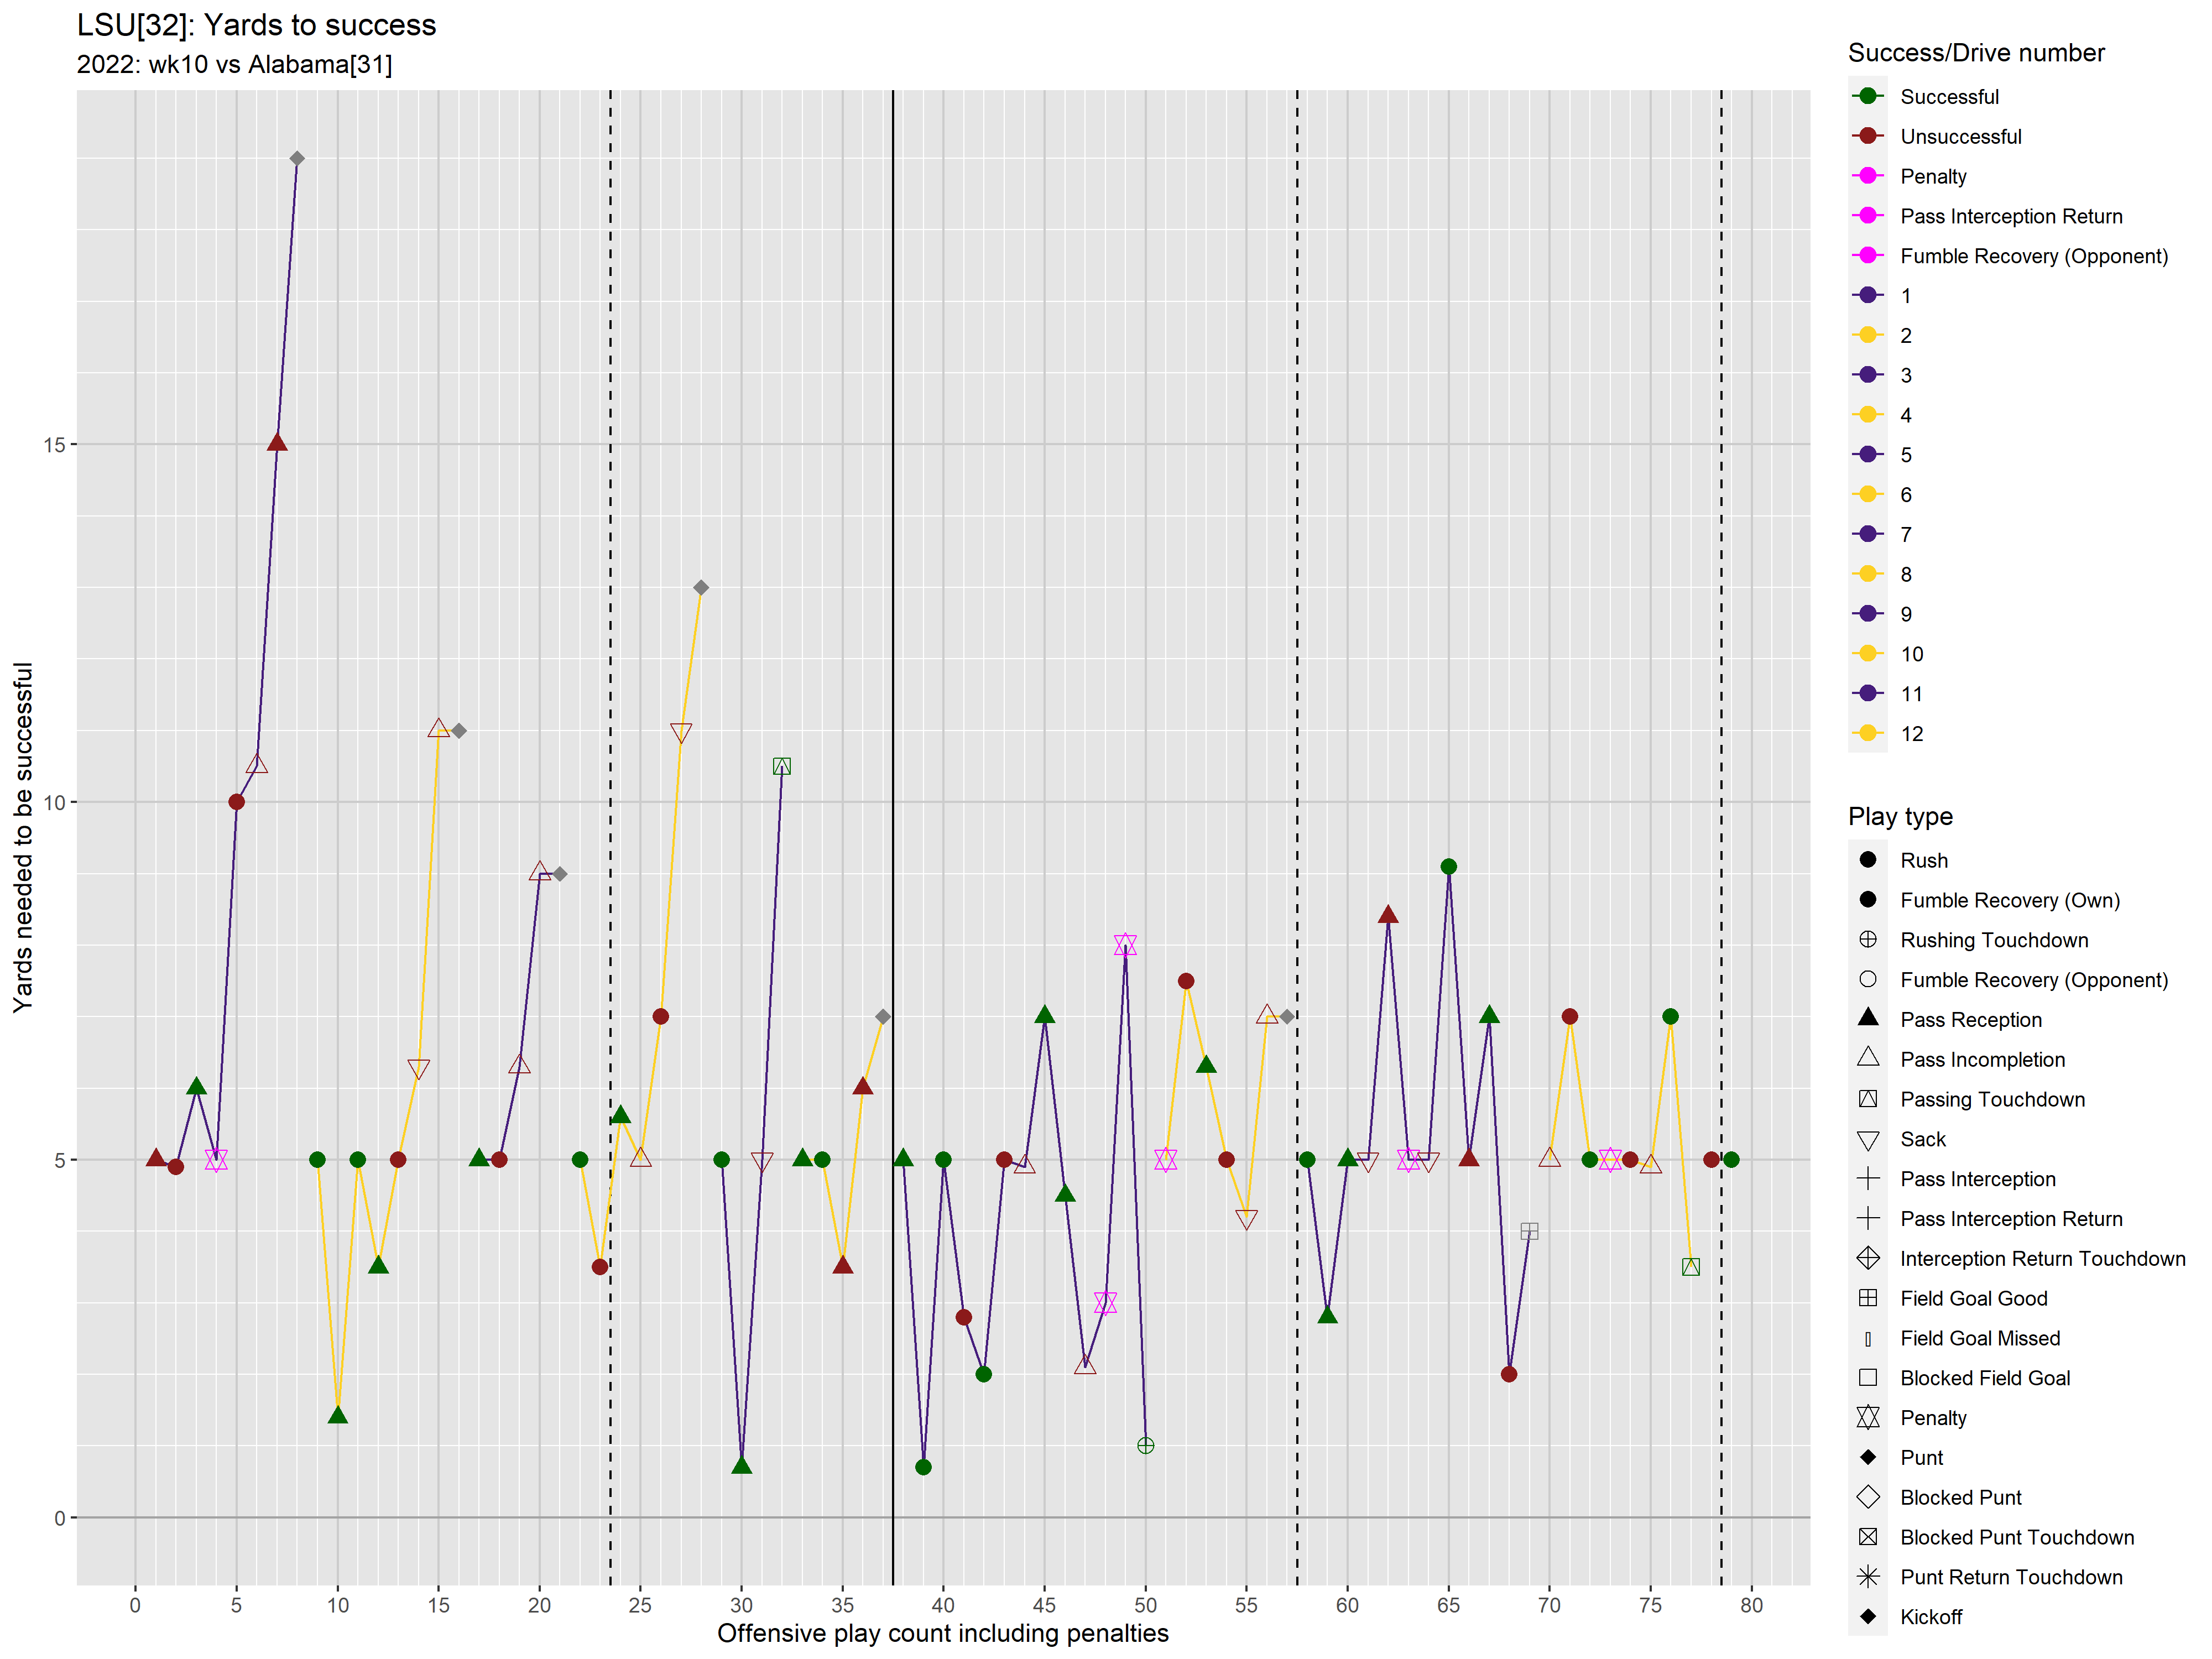 LSU[32]: Yards to success
2022: wk10 vs Alabama[31]
Yards needed to be successful
15
10
5
0
0 5 10 15 20 25 30 35 40 45 50 55 60 65 70 75 80
Offensive play count including penalties
Success/Drive number
Successful
Unsuccessful
Penalty
Pass Interception Return
Fumble Recovery (Opponent)
1
2
3
4
5
6
7
8
9
10
11
12
Play type
Rush
Fumble Recovery (Own)
Rushing Touchdown
Fumble Recovery (Opponent)
Pass Reception
Pass Incompletion
Passing Touchdown
Sack
Pass Interception
Pass Interception Return
Interception Return Touchdown
Field Goal Good
Field Goal Missed
Blocked Field Goal
Penalty
Punt
Blocked Punt
Blocked Punt Touchdown
Punt Return Touchdown
Kickoff